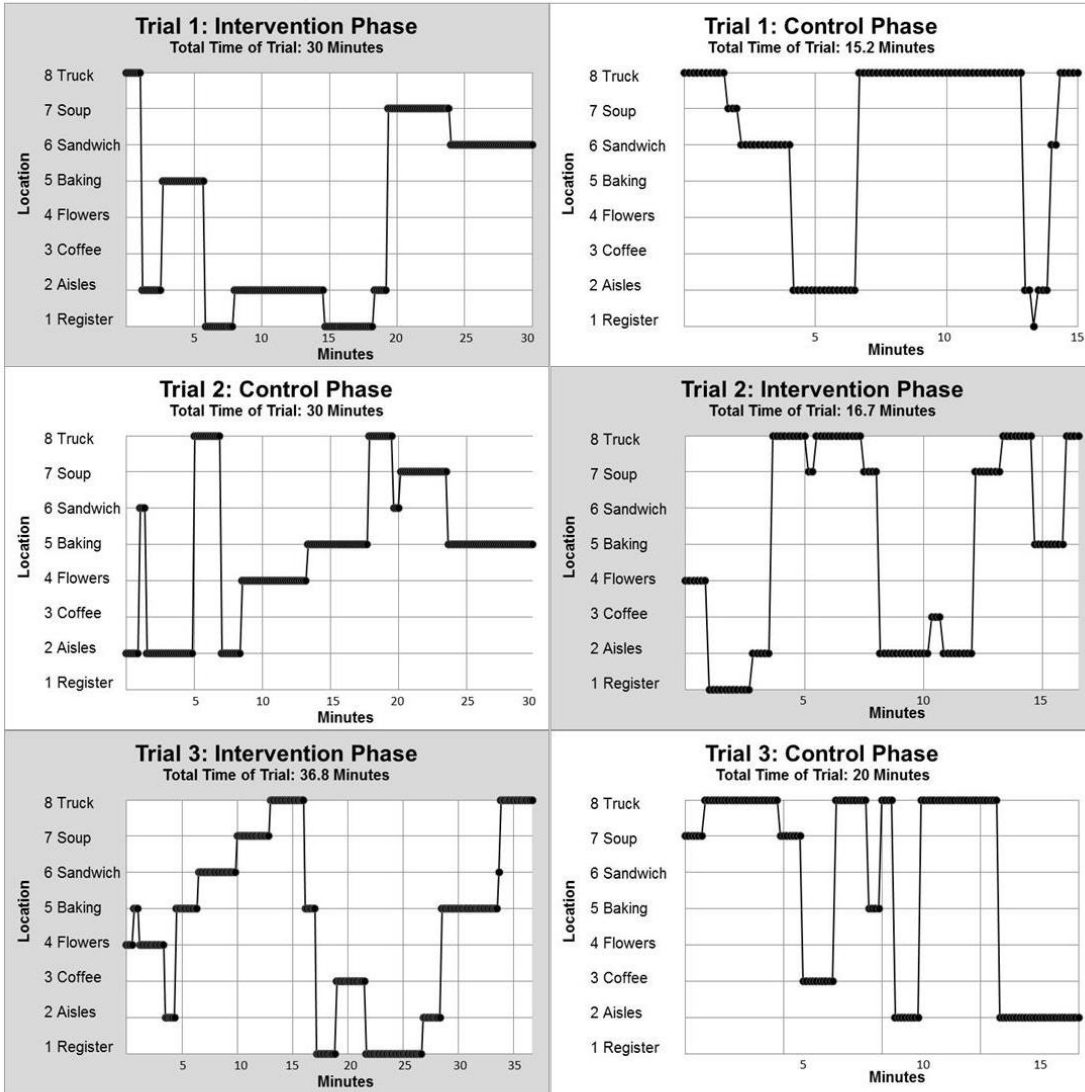 Trial 1: Intervention Phase
Total Time of Trial: 30 Minutes
Location
8 Truck
7 Soup
6 Sandwich
5 Baking
4 Flowers
3 Coffee
2 Aisles
1 Register
5 10 15 20 25 30
Minutes
Trial 1: Control Phase
Total Time of Trial: 15.2 Minutes
Location
8 Truck
7 Soup
6 Sandwich
5 Baking
4 Flowers
3 Coffee
2 Aisles
1 Register
5 10 15
Minutes
Trial 2: Control Phase
Total Time of Trial: 30 Minutes
Location
8 Truck
7 Soup
6 Sandwich
5 Baking
4 Flowers
3 Coffee
2 Aisles
1 Register
5 10 15 20 25 30
Minutes
Trial 2: Intervention Phase
Total Time of Trial: 16.7 Minutes
Location
8 Truck
7 Soup
6 Sandwich
5 Baking
4 Flowers
3 Coffee
2 Aisles
1 Register
5 10 15
Minutes
Trial 3: Intervention Phase
Total Time of Trial: 36.8 Minutes
Location
8 Truck
7 Soup
6 Sandwich
5 Baking
4 Flowers
3 Coffee
2 Aisles
1 Register
5 10 15 20 25 30 35
Minutes
Trial 3: Control Phase
Total Time of Trial: 20 Minutes
Location
8 Truck
7 Soup
6 Sandwich
5 Baking
4 Flowers
3 Coffee
2 Aisles
1 Register
5 10 15
Minutes